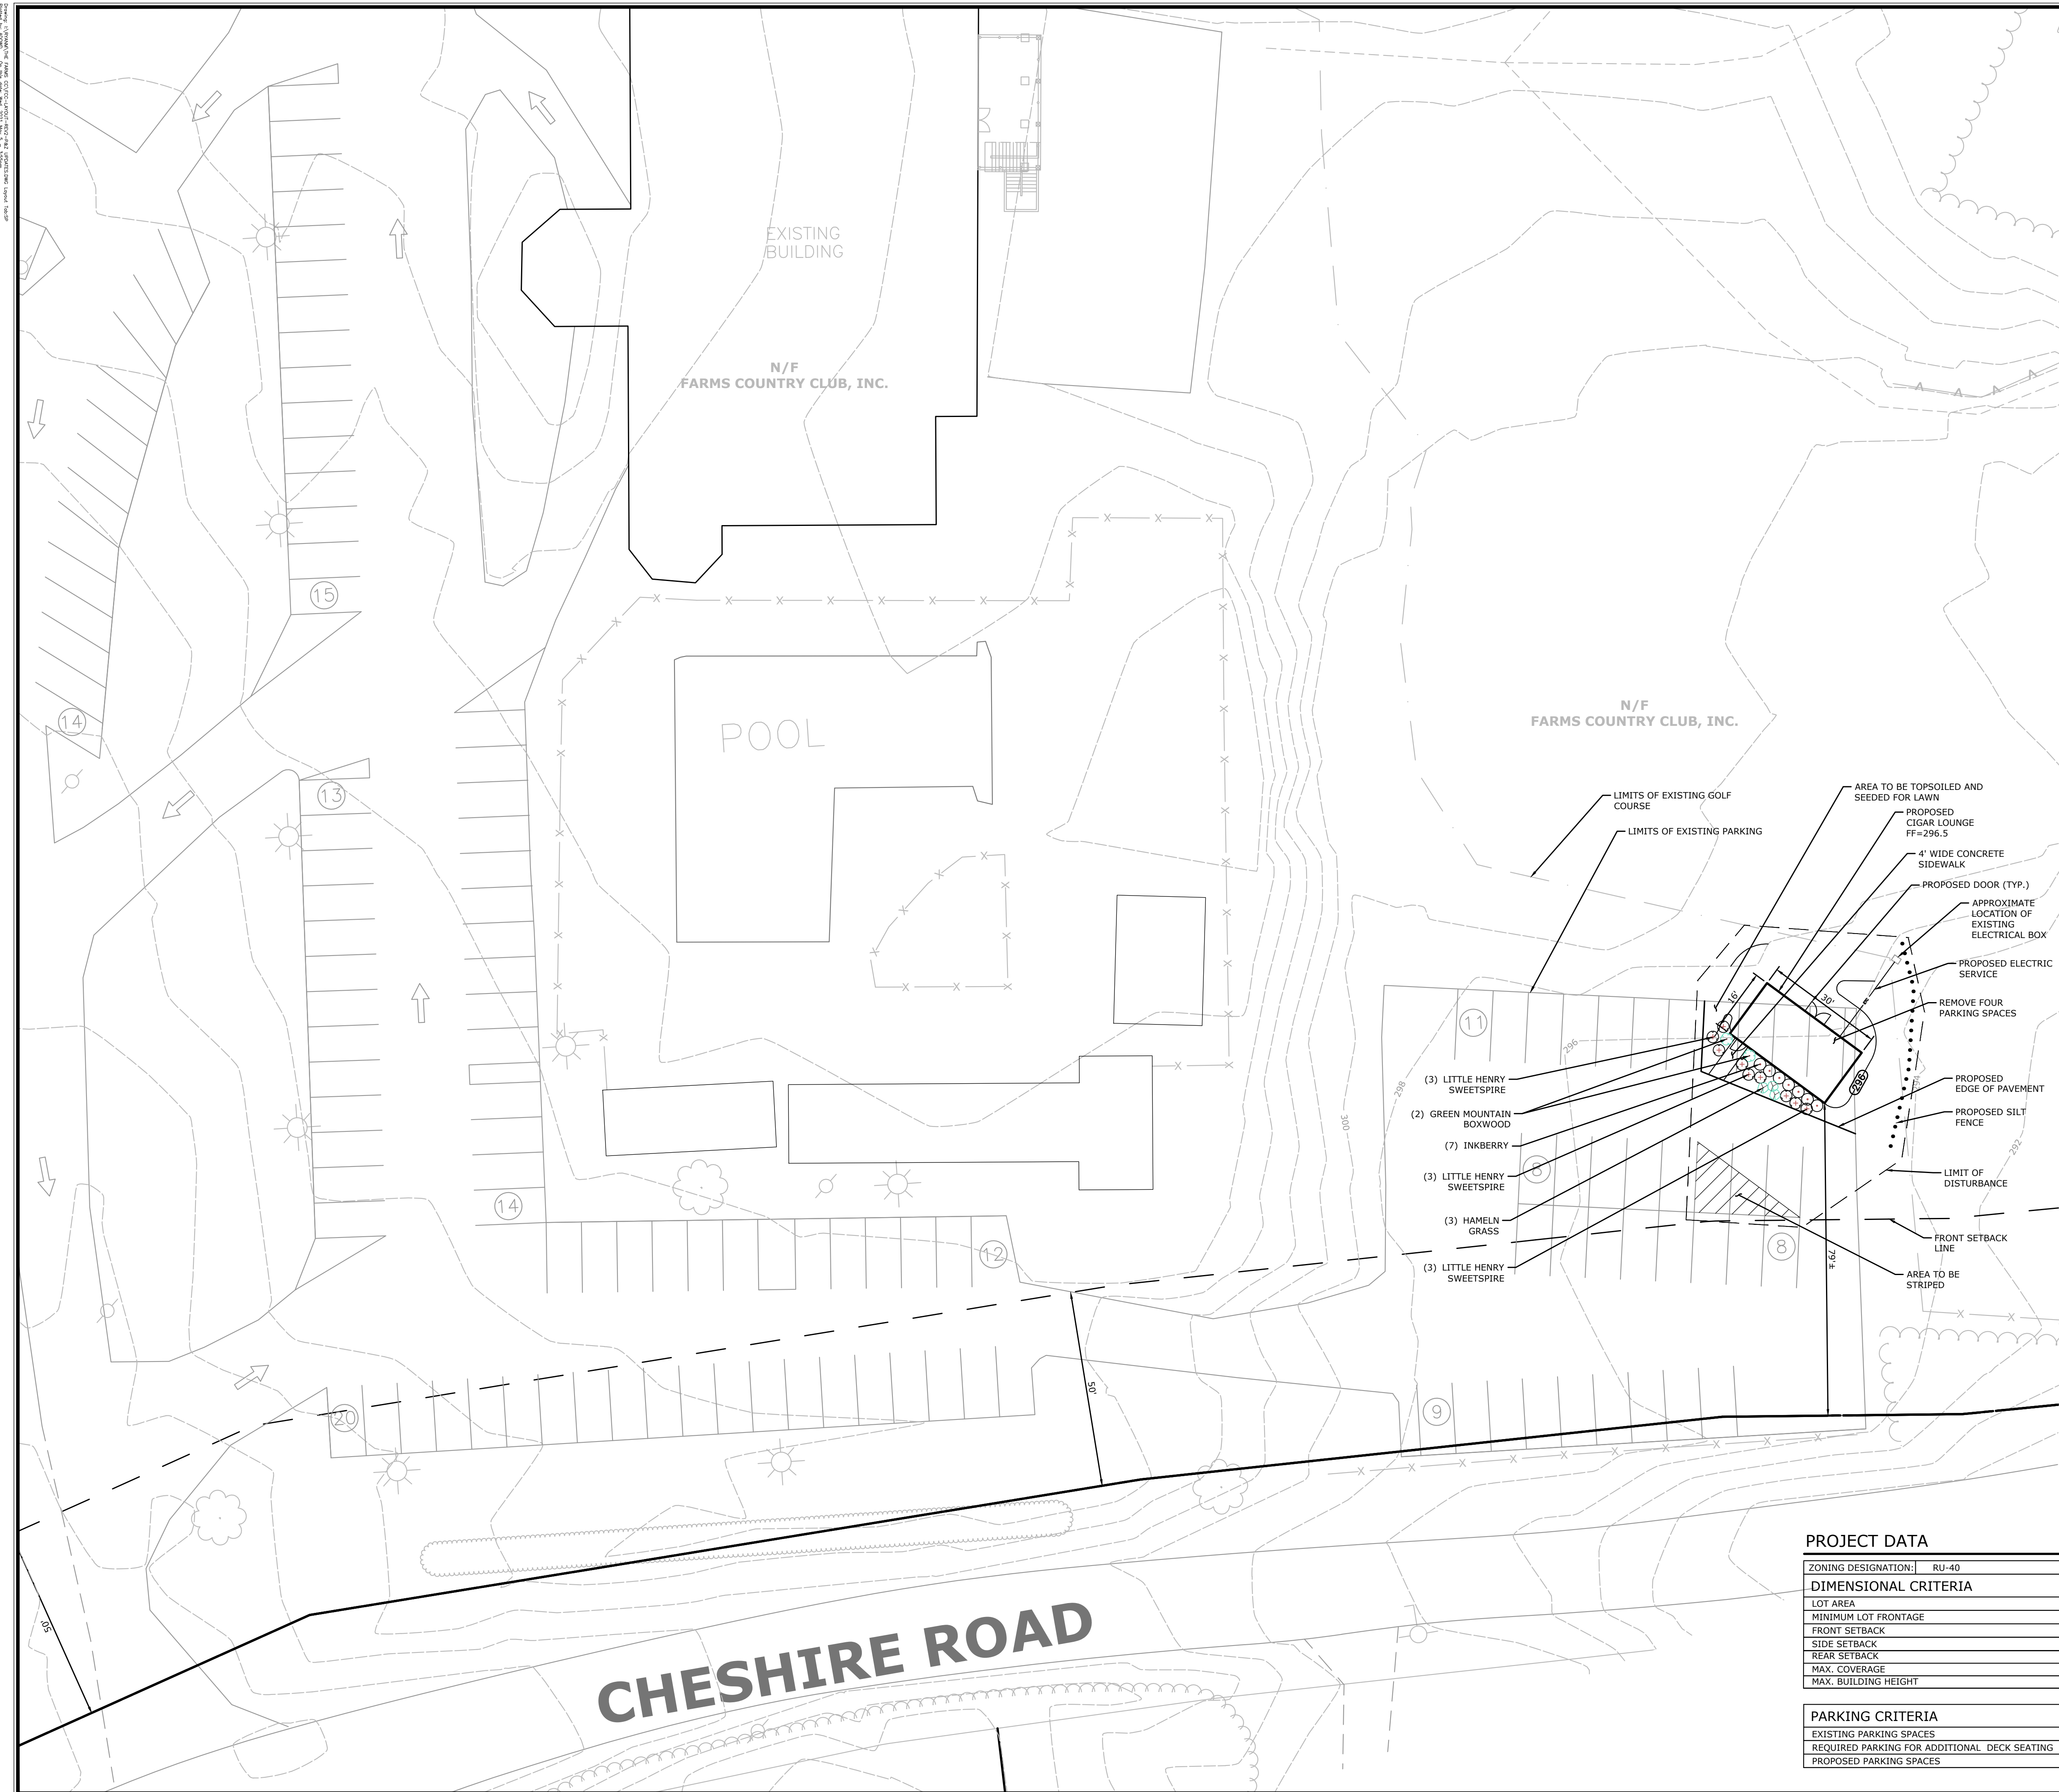 EXISTING
BUILDING
N/F
FARMS COUNTRY CLUB, INC.
15
14
13
POOL
N/F
FARMS COUNTRY CLUB, INC.
LIMITS OF EXISTING GOLF
COURSE
LIMITS OF EXISTING PARKING
AREA TO BE TOPSOILED AND
SEEDED FOR LAWN
PROPOSED
CIGAR LOUNGE
FF=296.5
4' WIDE CONCRETE
SIDEWALK
PROPOSED DOOR (TYP.)
APPROXIMATE
LOCATION OF
EXISTING
ELECTRICAL BOX
PROPOSED ELECTRIC
SERVICE
REMOVE FOUR
PARKING SPACES
16'
30'
11
296
298
300
296
292
(3) LITTLE HENRY
SWEETSPIRE
(2) GREEN MOUNTAIN
BOXWOOD
(7) INKBERRY
(3) LITTLE HENRY
SWEETSPIRE
(3) HAMELN
GRASS
(3) LITTLE HENRY
SWEETSPIRE
PROPOSED
EDGE OF PAVEMENT
PROPOSED SILT
FENCE
LIMIT OF
DISTURBANCE
FRONT SETBACK
LINE
AREA TO BE
STRIPED
8
79'±
14
12
20
9
50'
50'
CHESHIRE ROAD
PROJECT DATA
ZONING DESIGNATION: RU-40
DIMENSIONAL CRITERIA
LOT AREA
MINIMUM LOT FRONTAGE
FRONT SETBACK
SIDE SETBACK
REAR SETBACK
MAX. COVERAGE
MAX. BUILDING HEIGHT
PARKING CRITERIA
EXISTING PARKING SPACES
REQUIRED PARKING FOR ADDITIONAL DECK SEATING
PROPOSED PARKING SPACES